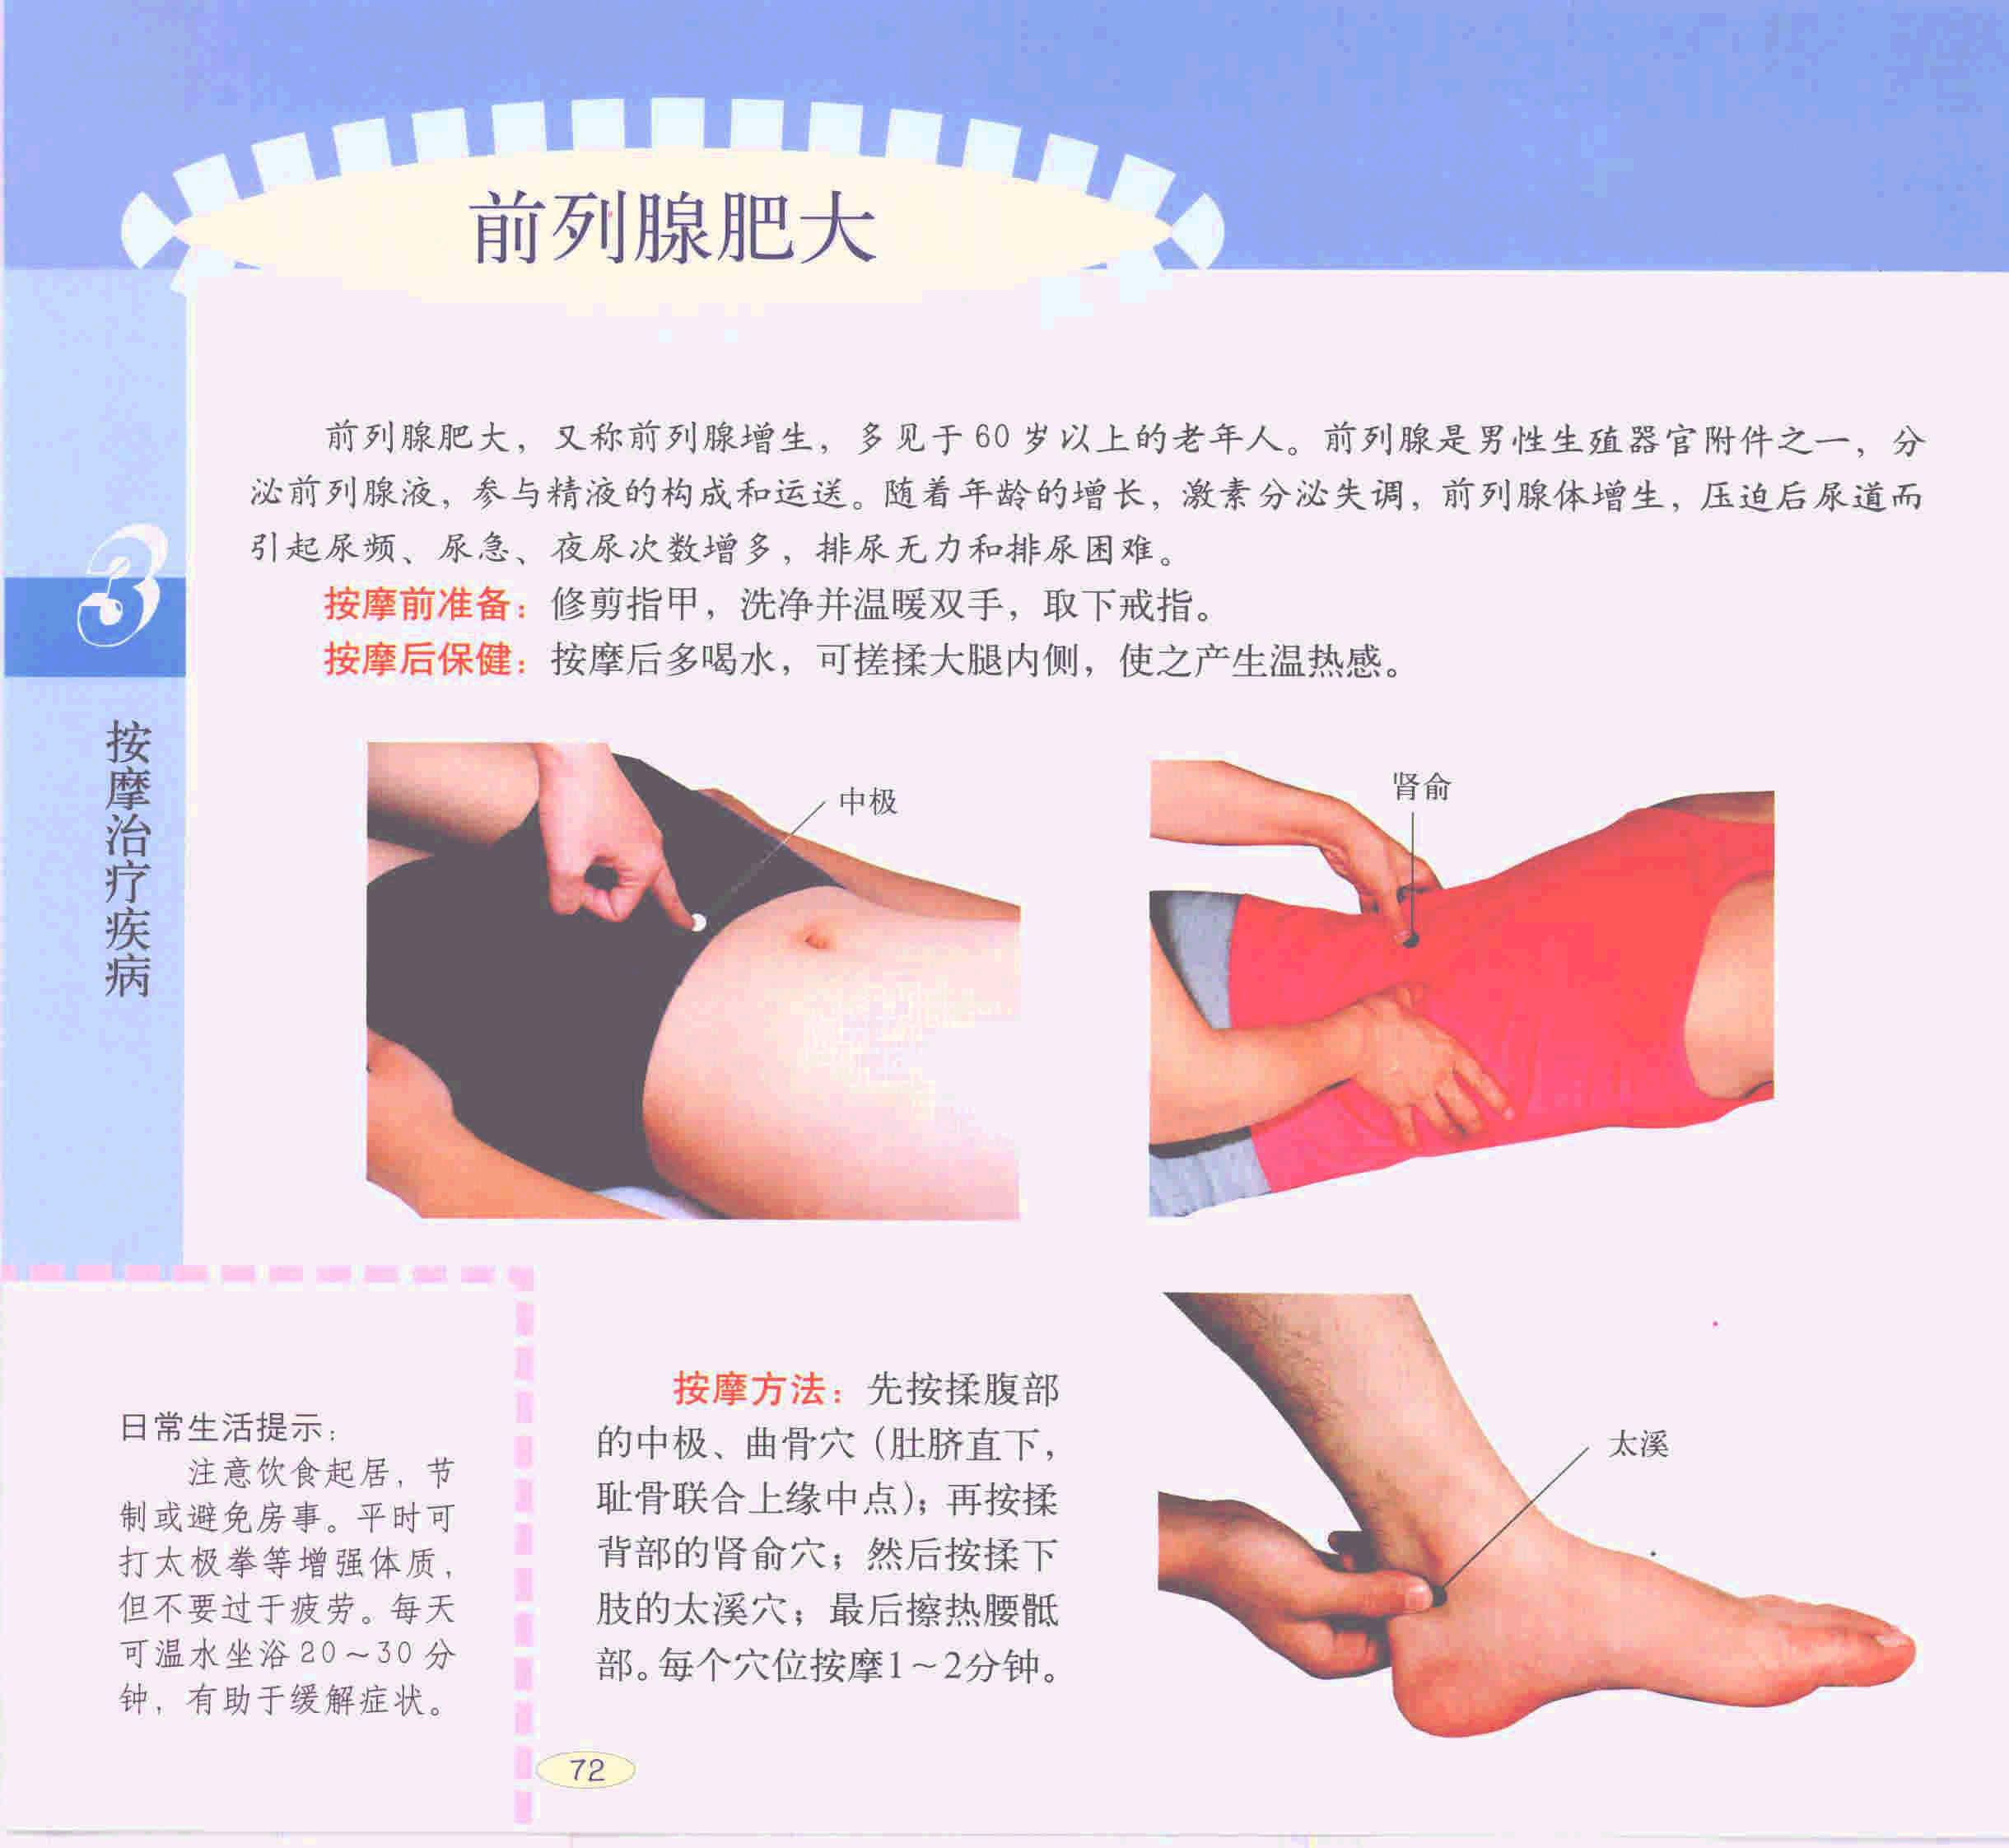 前列腺肥大
前列腺肥大，又称前列腺增生，多见于60岁以上的老年人。前列腺是男性生殖器官附件之一，分
泌前列腺液，参与精液的构成和运送。随着年龄的增长，激素分泌失调，前列腺体增生，压迫后尿道而
引起尿频、尿急、夜尿次数增多，排尿无力和排尿困难。
按摩前准备：修剪指甲，洗净并温暖双手，取下戒指。
按摩后保健：按摩后多喝水，可搓揉大腿内侧，使之产生温热感。
3
按摩治疗疾病
中极
肾俞
日常生活提示：
注意饮食起居，节
制或避免房事。平时可
打太极拳等增强体质，
但不要过于疲劳。每天
可温水坐浴20～30分
钟，有助于缓解症状。
按摩方法：先按揉腹部
的中极、曲骨穴（肚脐直下，
耻骨联合上缘中点）；再按揉
背部的肾俞穴；然后按揉下
肢的太溪穴；最后擦热腰骶
部。每个穴位按摩1～2分钟。
太溪
72